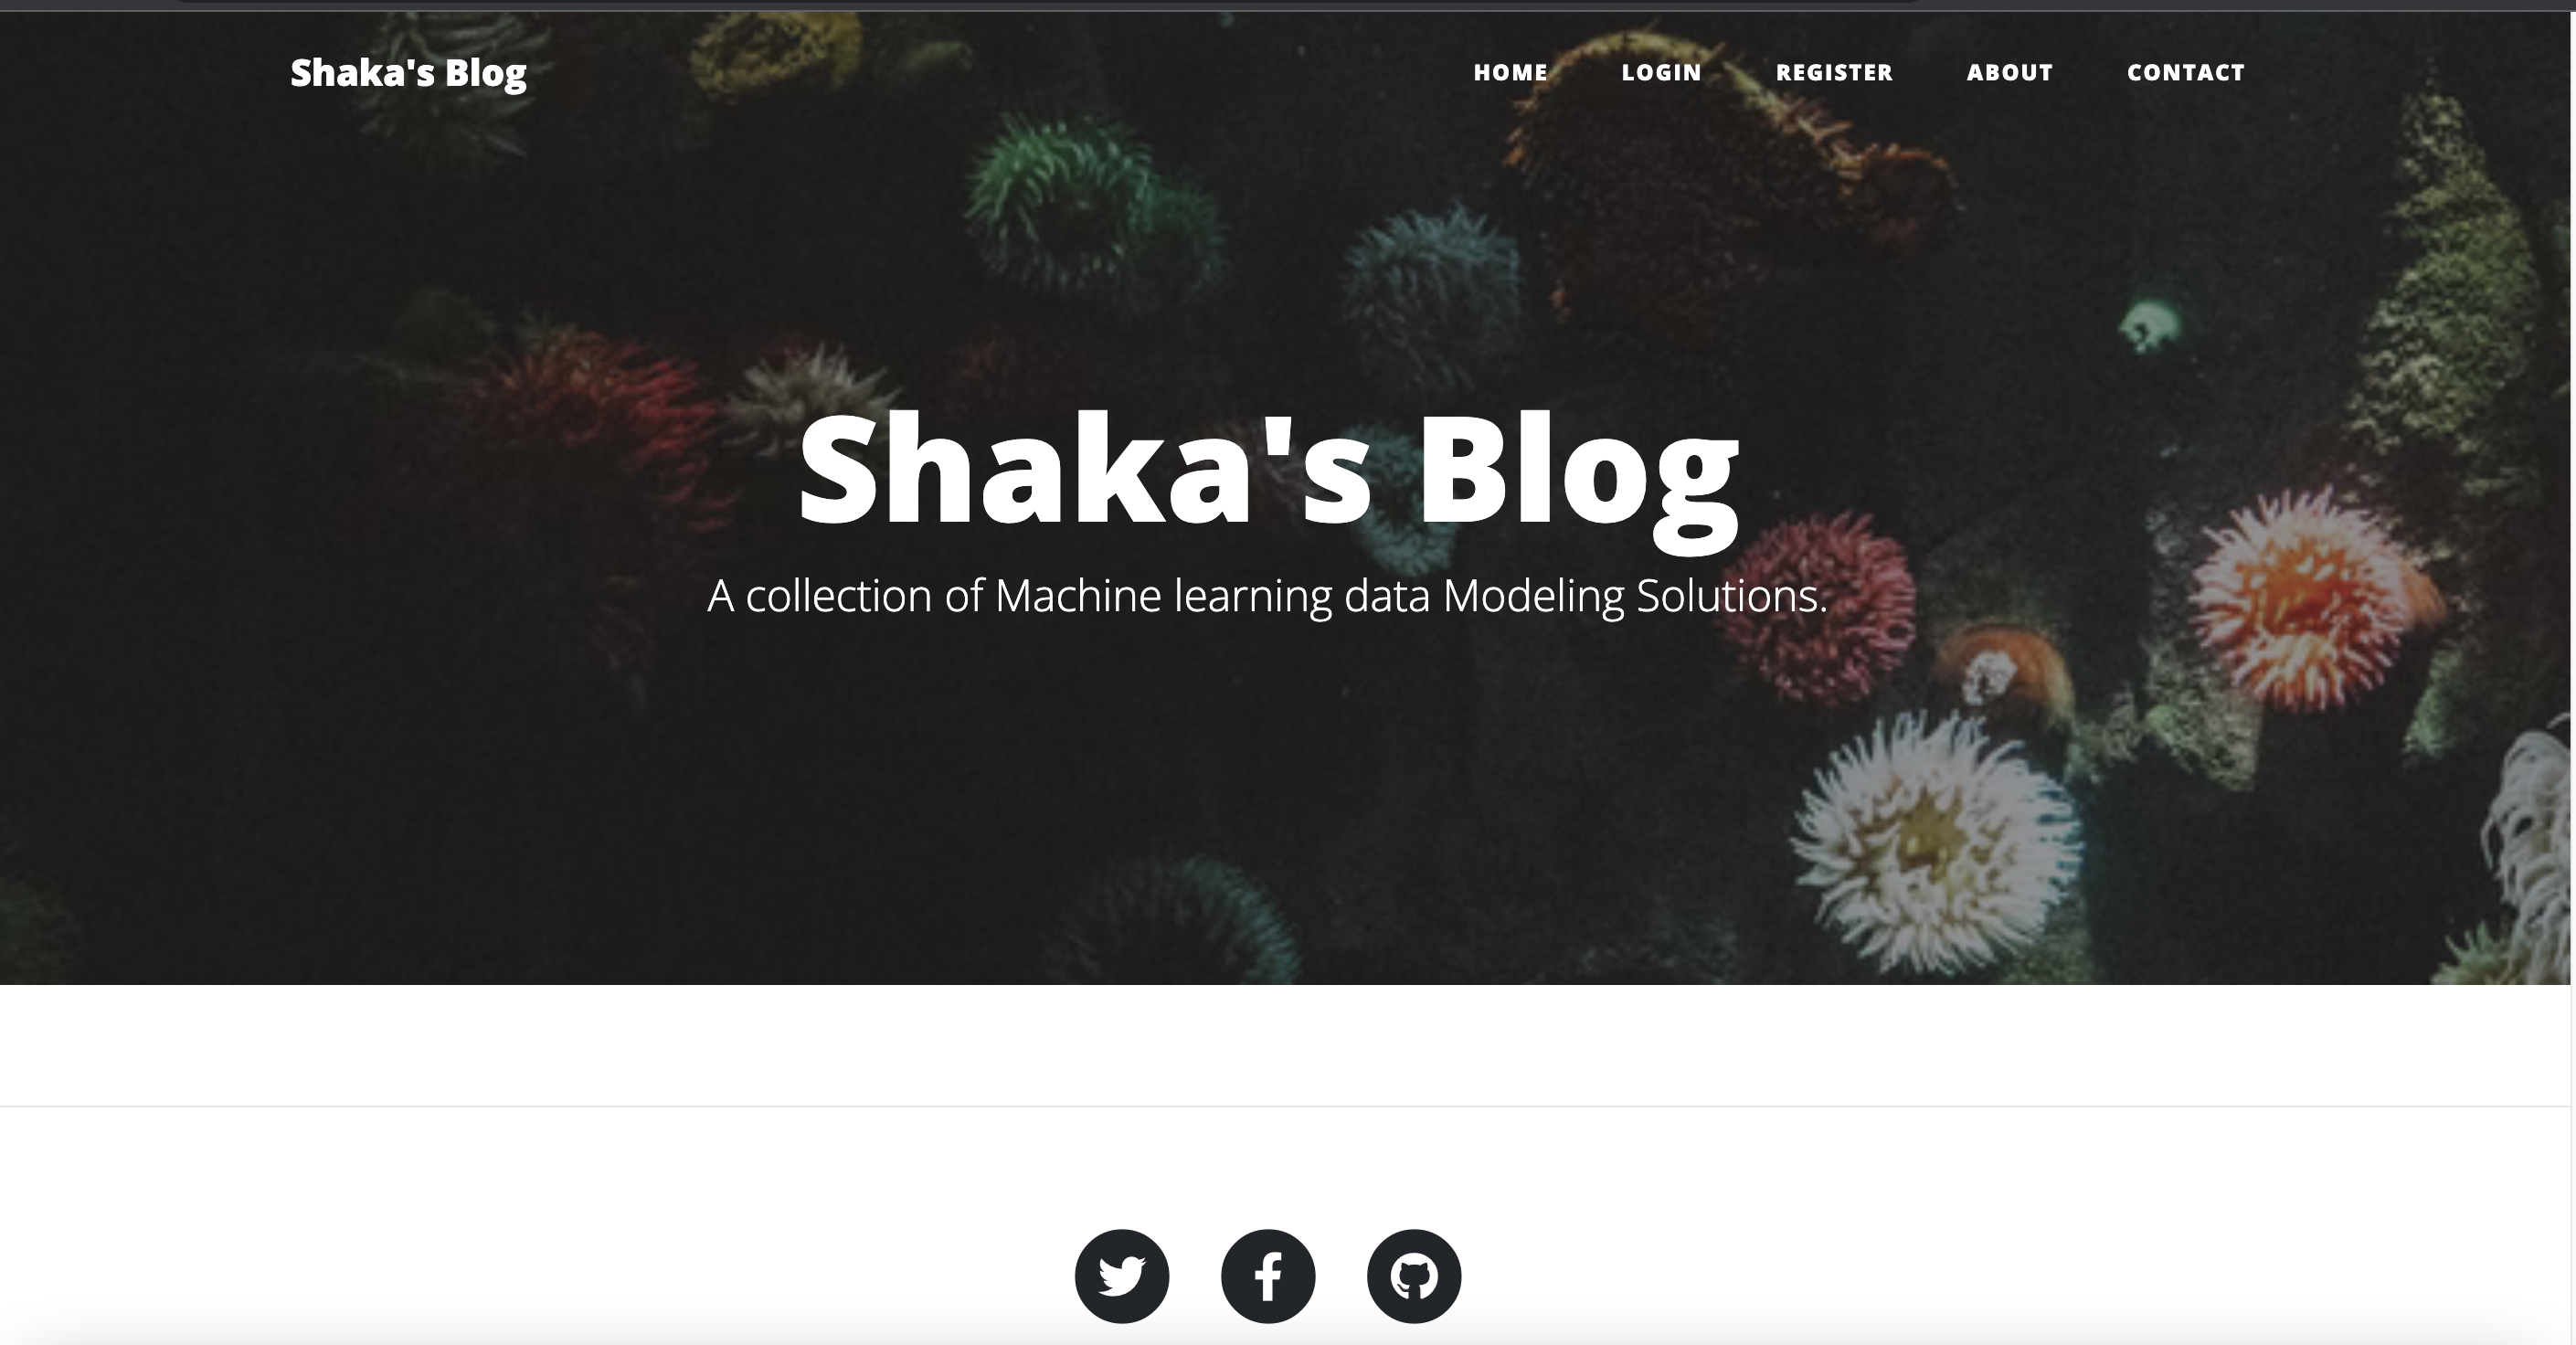 Shaka's Blog
HOME LOGIN REGISTER ABOUT CONTACT
Shaka's Blog
A collection of Machine learning data Modeling Solutions.